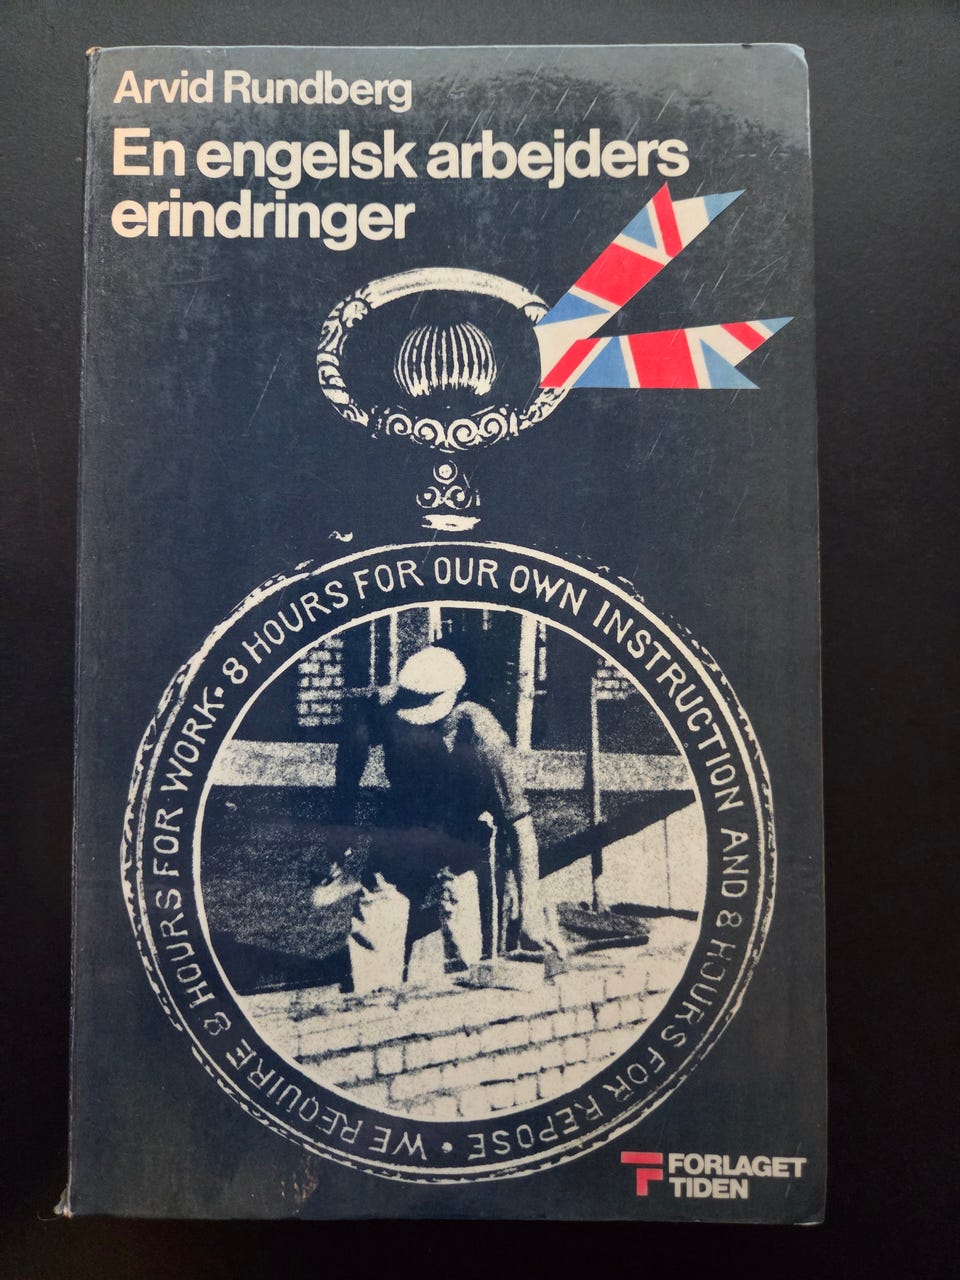 Arvid Rundberg
En engelsk arbejders
erindringer
WE REQUIRE 8 HOURS FOR WORK • 8 HOURS FOR OUR OWN INSTRUCTION AND 8 HOURS FOR REPOSE •
FORLAGET
TIDEN